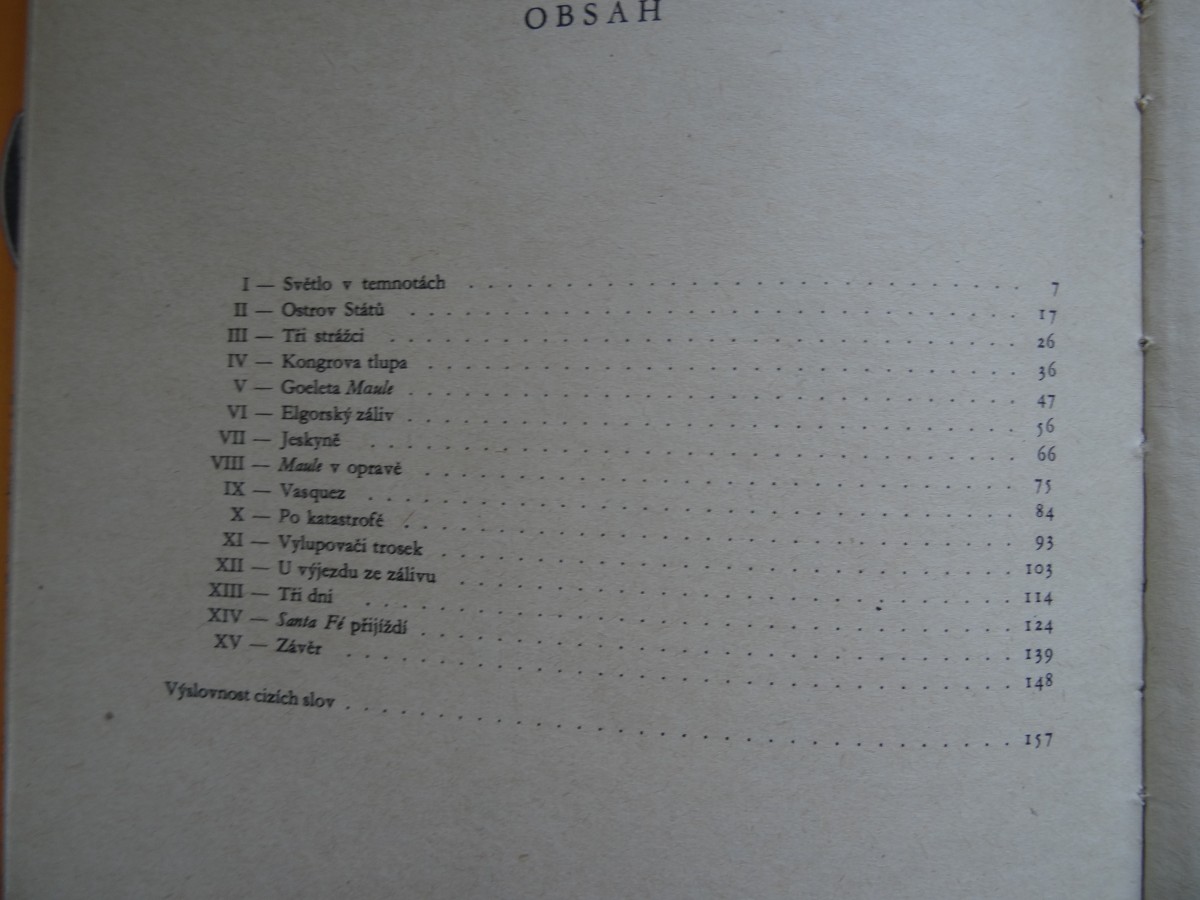 OBSAH
I — Světlo v temnotách . . . . . . . . . . . . . . . . . . . . . . . . . . . . . 7
II — Ostrov Států . . . . . . . . . . . . . . . . . . . . . . . . . . . . . 17
III — Tři strážci . . . . . . . . . . . . . . . . . . . . . . . . . . . . . 26
IV — Kongrova tlupa . . . . . . . . . . . . . . . . . . . . . . . . . . . . . 36
V — Goeleta Maule . . . . . . . . . . . . . . . . . . . . . . . . . . . . . 47
VI — Elgorský záliv . . . . . . . . . . . . . . . . . . . . . . . . . . . . . 56
VII — Jeskyně . . . . . . . . . . . . . . . . . . . . . . . . . . . . . 66
VIII — Maule v opravě . . . . . . . . . . . . . . . . . . . . . . . . . . . . . 75
IX — Vasquez . . . . . . . . . . . . . . . . . . . . . . . . . . . . . 84
X — Po katastrofě . . . . . . . . . . . . . . . . . . . . . . . . . . . . . 93
XI — Vylupovači trosek . . . . . . . . . . . . . . . . . . . . . . . . . . . . . 103
XII — U výjezdu ze zálivu . . . . . . . . . . . . . . . . . . . . . . . . . . . . . 114
XIII — Tři dni . . . . . . . . . . . . . . . . . . . . . . . . . . . . . 124
XIV — Santa Fé přijíždí . . . . . . . . . . . . . . . . . . . . . . . . . . . . . 139
XV — Závěr . . . . . . . . . . . . . . . . . . . . . . . . . . . . . 148
Výslovnost cizích slov . . . . . . . . . . . . . . . . . . . . . . . . . . . . . 157